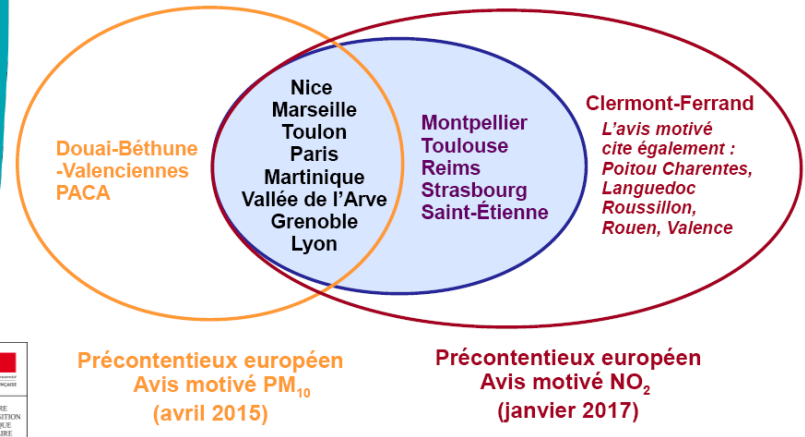 Douai-Béthune
-Valenciennes
PACA
Nice
Marseille
Toulon
Paris
Martinique
Vallée de l'Arve
Grenoble
Lyon
Montpellier
Toulouse
Reims
Strasbourg
Saint-Étienne
Clermont-Ferrand
L'avis motivé
cite également :
Poitou Charentes,
Languedoc
Roussillon,
Rouen, Valence
Précontentieux européen
Avis motivé PM10
(avril 2015)
Précontentieux européen
Avis motivé NO2
(janvier 2017)